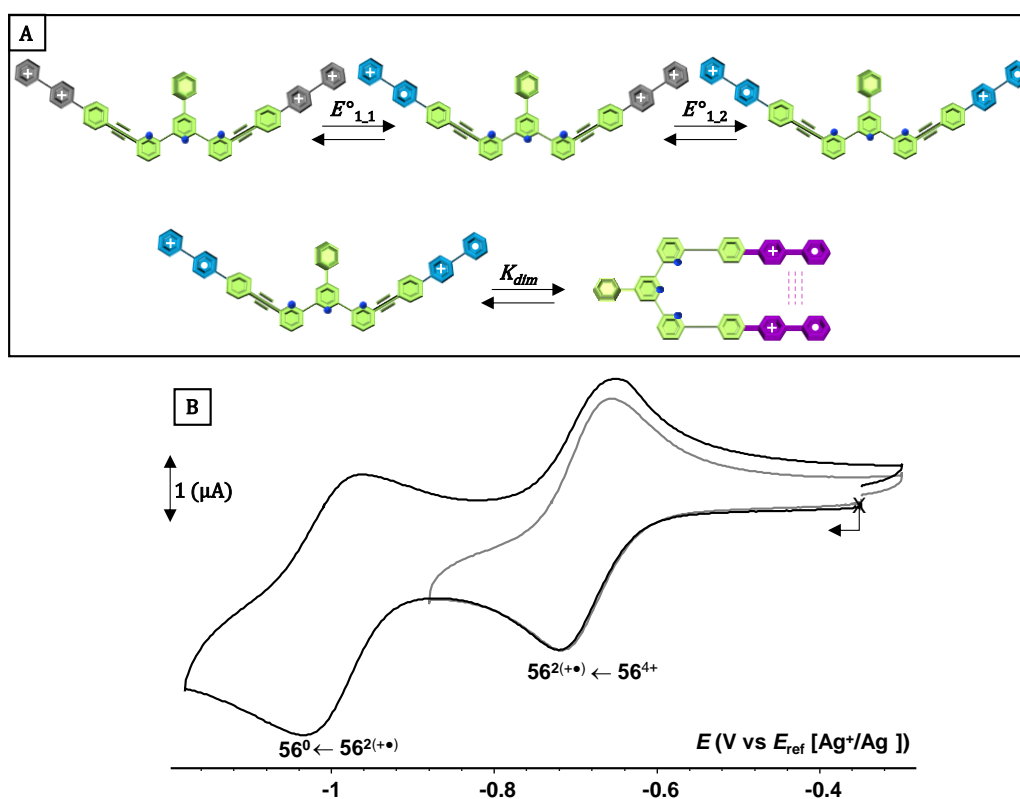 A
E°1_1
E°1_2
Kdim
B
1 (µA)
X
56²⁽⁺•⁾ ← 56⁴⁺
56⁰ ← 56²⁽⁺•⁾
E (V vs Eref [Ag⁺/Ag ])
-1 -0.8 -0.6 -0.4